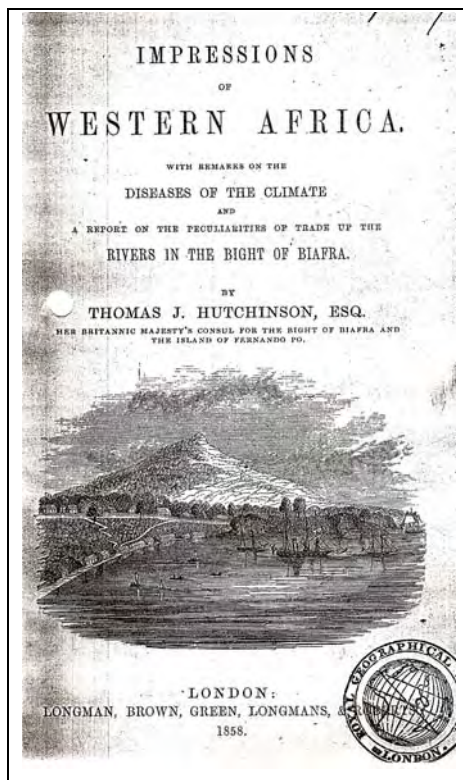 IMPRESSIONS
OF
WESTERN AFRICA.
WITH REMARKS ON THE
DISEASES OF THE CLIMATE
AND
A REPORT ON THE PECULIARITIES OF TRADE UP THE
RIVERS IN THE BIGHT OF BIAFRA.
BY
THOMAS J. HUTCHINSON, ESQ.
HER BRITANNIC MAJESTY'S CONSUL FOR THE BIGHT OF BIAFRA AND
THE ISLAND OF FERNANDO PO.
LONDON:
LONGMAN, BROWN, GREEN, LONGMANS, &
1858.
ROYAL GEOGRAPHICAL
LONDON.